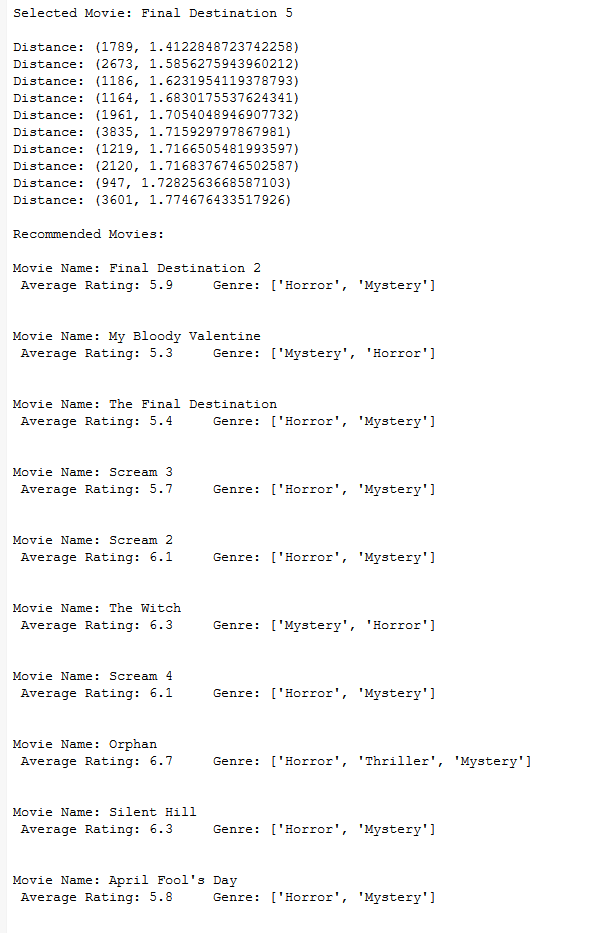 Selected Movie: Final Destination 5
Distance: (1789, 1.4122848723742258)
Distance: (2673, 1.5856275943960212)
Distance: (1186, 1.6231954119378793)
Distance: (1164, 1.6830175537624341)
Distance: (1961, 1.7054048946907732)
Distance: (3835, 1.715929797867981)
Distance: (1219, 1.7166505481993597)
Distance: (2120, 1.7168376746502587)
Distance: (947, 1.7282563668587103)
Distance: (3601, 1.774676433517926)
Recommended Movies:
Movie Name: Final Destination 2
Average Rating: 5.9     Genre: ['Horror', 'Mystery']
Movie Name: My Bloody Valentine
Average Rating: 5.3     Genre: ['Mystery', 'Horror']
Movie Name: The Final Destination
Average Rating: 5.4     Genre: ['Horror', 'Mystery']
Movie Name: Scream 3
Average Rating: 5.7     Genre: ['Horror', 'Mystery']
Movie Name: Scream 2
Average Rating: 6.1     Genre: ['Horror', 'Mystery']
Movie Name: The Witch
Average Rating: 6.3     Genre: ['Mystery', 'Horror']
Movie Name: Scream 4
Average Rating: 6.1     Genre: ['Horror', 'Mystery']
Movie Name: Orphan
Average Rating: 6.7     Genre: ['Horror', 'Thriller', 'Mystery']
Movie Name: Silent Hill
Average Rating: 6.3     Genre: ['Horror', 'Mystery']
Movie Name: April Fool's Day
Average Rating: 5.8     Genre: ['Horror', 'Mystery']